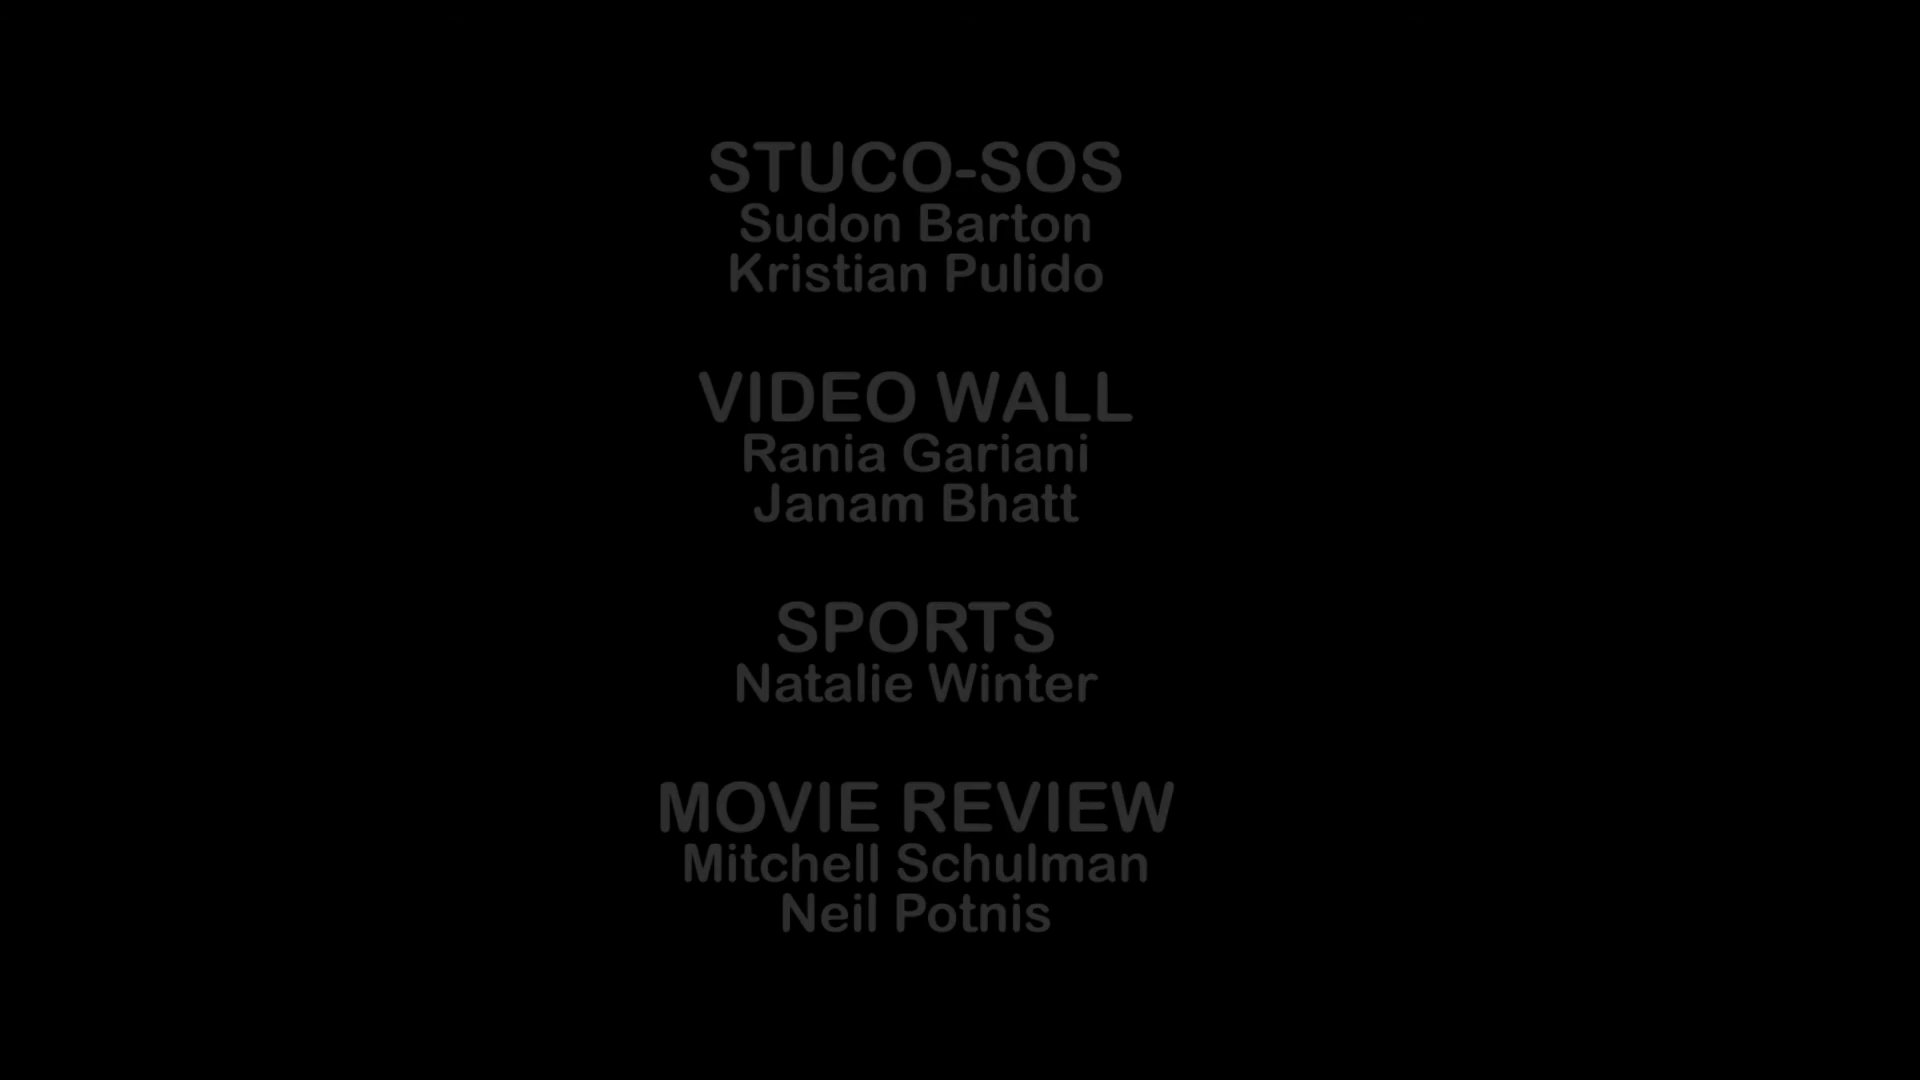 STUCO-SOS
Sudon Barton
Kristian Pulido
VIDEO WALL
Rania Gariani
Janam Bhatt
SPORTS
Natalie Winter
MOVIE REVIEW
Mitchell Schulman
Neil Potnis